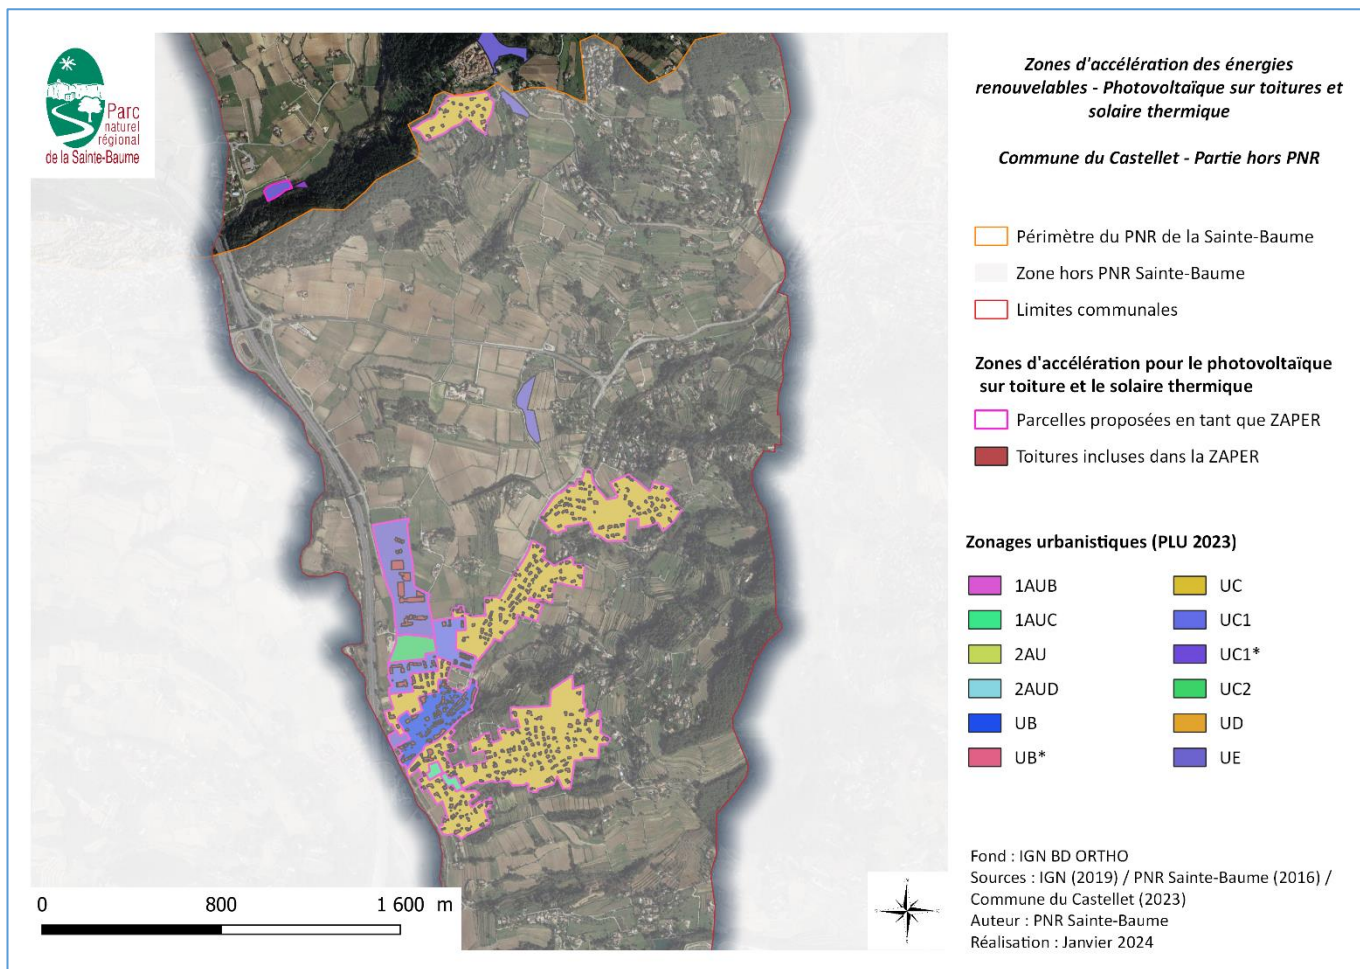 Parc
naturel
régional
de la Sainte-Baume
Zones d'accélération des énergies
renouvelables - Photovoltaïque sur toitures et
solaire thermique
Commune du Castellet - Partie hors PNR
Périmètre du PNR de la Sainte-Baume
Zone hors PNR Sainte-Baume
Limites communales
Zones d'accélération pour le photovoltaïque
sur toiture et le solaire thermique
Parcelles proposées en tant que ZAPER
Toitures incluses dans la ZAPER
Zonages urbanistiques (PLU 2023)
1AUB
1AUC
2AU
2AUD
UB
UB*
UC
UC1
UC1*
UC2
UD
UE
Fond : IGN BD ORTHO
Sources : IGN (2019) / PNR Sainte-Baume (2016) /
Commune du Castellet (2023)
Auteur : PNR Sainte-Baume
Réalisation : Janvier 2024
0 800 1 600 m